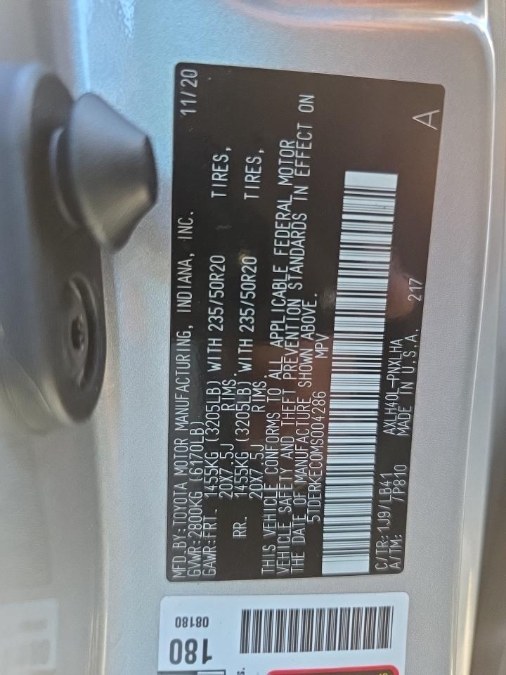 MFD.BY:TOYOTA MOTOR MANUFACTURING, INDIANA, INC. 11/20
GVWR:2800KG (6170LB)
GAWR:FRT. 1455KG (3205LB) WITH 235/50R20 TIRES,
20X7.5J RIMS.
RR. 1455KG (3205LB) WITH 235/50R20 TIRES,
20X7.5J RIMS.
THIS VEHICLE CONFORMS TO ALL APPLICABLE FEDERAL MOTOR
VEHICLE SAFETY AND THEFT PREVENTION STANDARDS IN EFFECT ON
THE DATE OF MANUFACTURE SHOWN ABOVE.
5TDERKEC0MS004286 MPV
C/TR:1J9/LB41 AXLH40L-PNXLHA
A/TM: /P810 MADE IN U.S.A. 217
A
180
08180